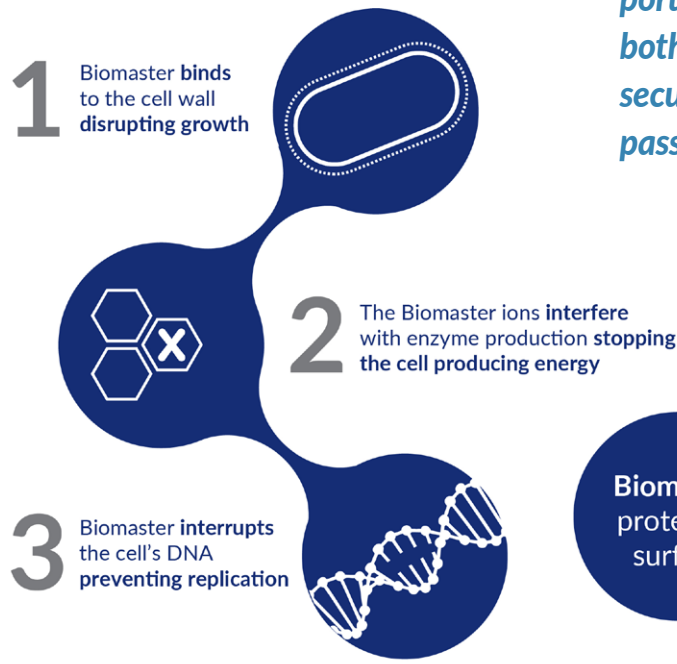 1
Biomaster binds
to the cell wall
disrupting growth
both
2
The Biomaster ions interfere
with enzyme production stopping
the cell producing energy
3
Biomaster interrupts
the cell's DNA
preventing replication
X